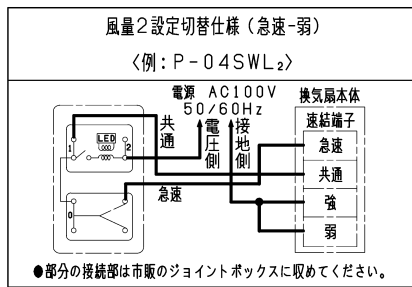 風量2設定切替仕様(急速-弱)
〈例:P-04SWL₂〉
電源 AC100V
50/60Hz
換気扇本体
速結端子
LED
1
2
共通
電圧側
接地側
急速
共通
強
弱
急速
0
●部分の接続部は市販のジョイントボックスに収めてください。